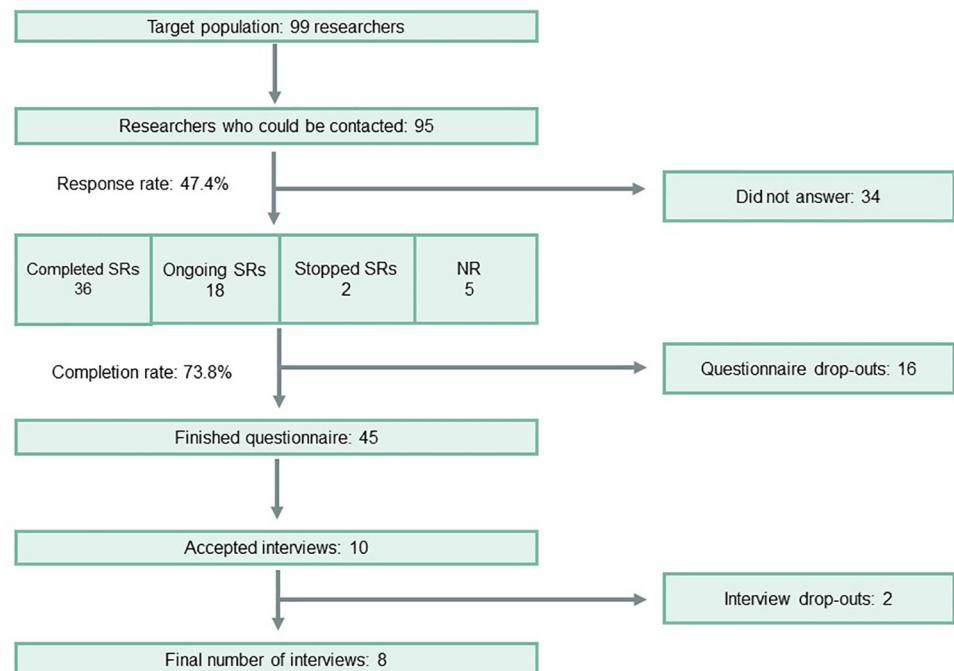 Target population: 99 researchers
Researchers who could be contacted: 95
Response rate: 47.4%
Did not answer: 34
Completed SRs
36
Ongoing SRs
18
Stopped SRs
2
NR
5
Completion rate: 73.8%
Questionnaire drop-outs: 16
Finished questionnaire: 45
Accepted interviews: 10
Interview drop-outs: 2
Final number of interviews: 8